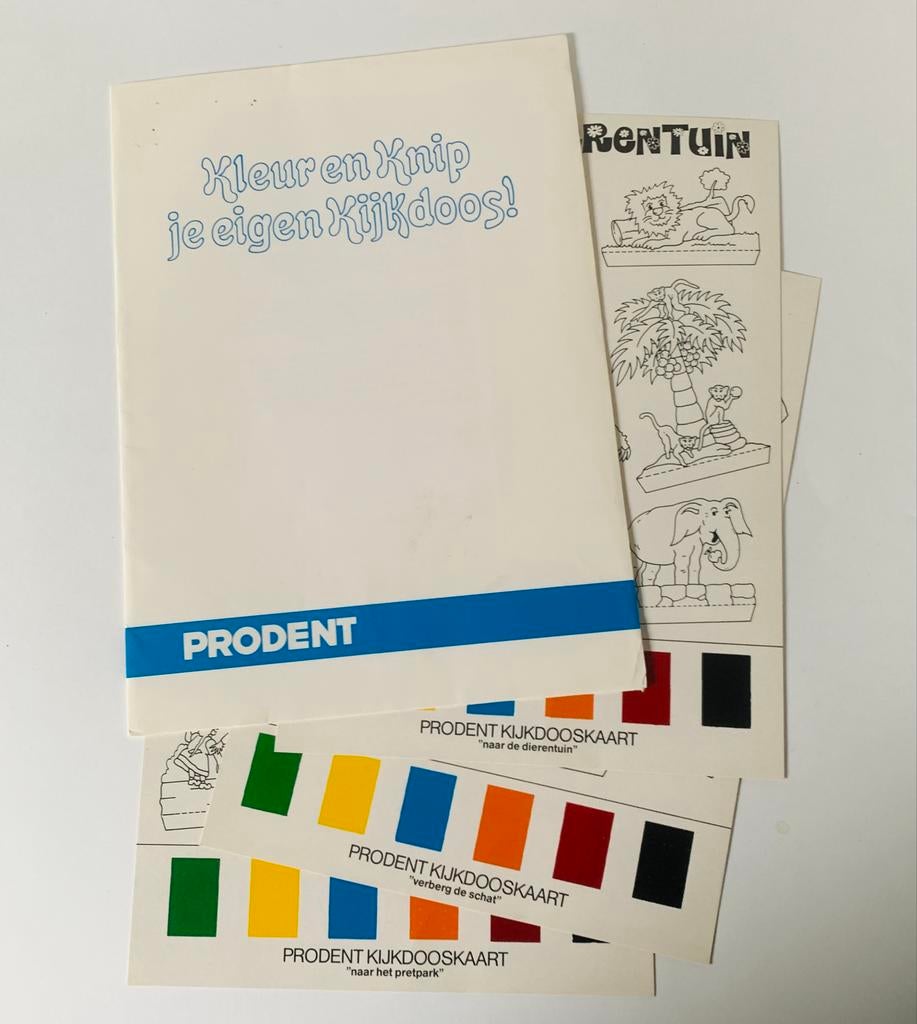 Kleur en Knip
je eigen Kijkdoos!
PRODENT
RENTUIN
PRODENT KIJKDOOSKAART
"naar de dierentuin"
PRODENT KIJKDOOSKAART
"verberg de schat"
PRODENT KIJKDOOSKAART
"naar het pretpark"